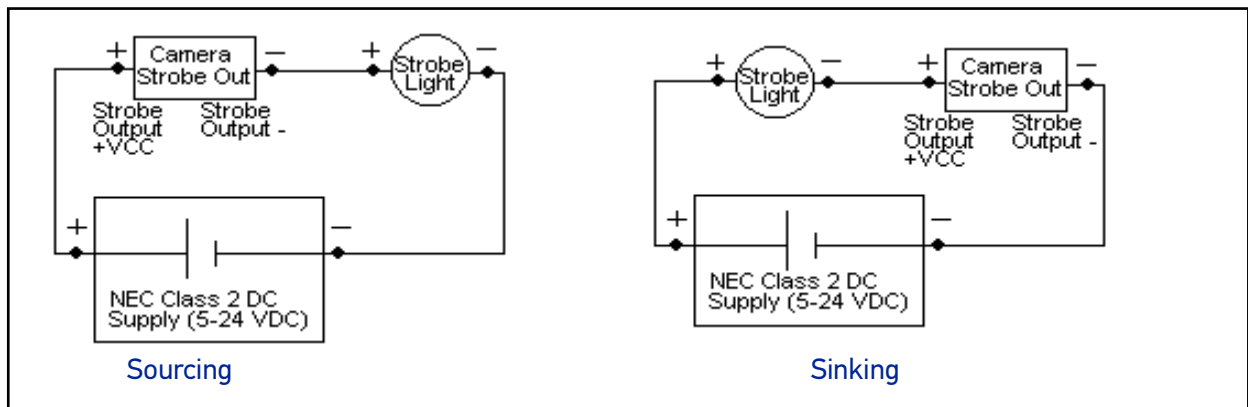 + Camera Strobe Out − + Strobe Light −
Strobe Output +VCC
Strobe Output -
+ −
NEC Class 2 DC
Supply (5-24 VDC)
Sourcing
+ Strobe Light − + Camera Strobe Out −
Strobe Output +VCC
Strobe Output -
+ −
NEC Class 2 DC
Supply (5-24 VDC)
Sinking